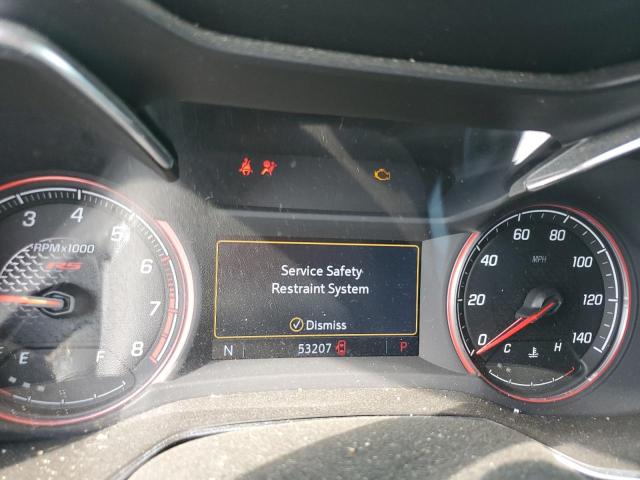 3 4 5 6 7 8
RPM×1000
RS
E F
Service Safety
Restraint System
Dismiss
N 53207 P
0 20 40 60 80 100 120 140
MPH
C H